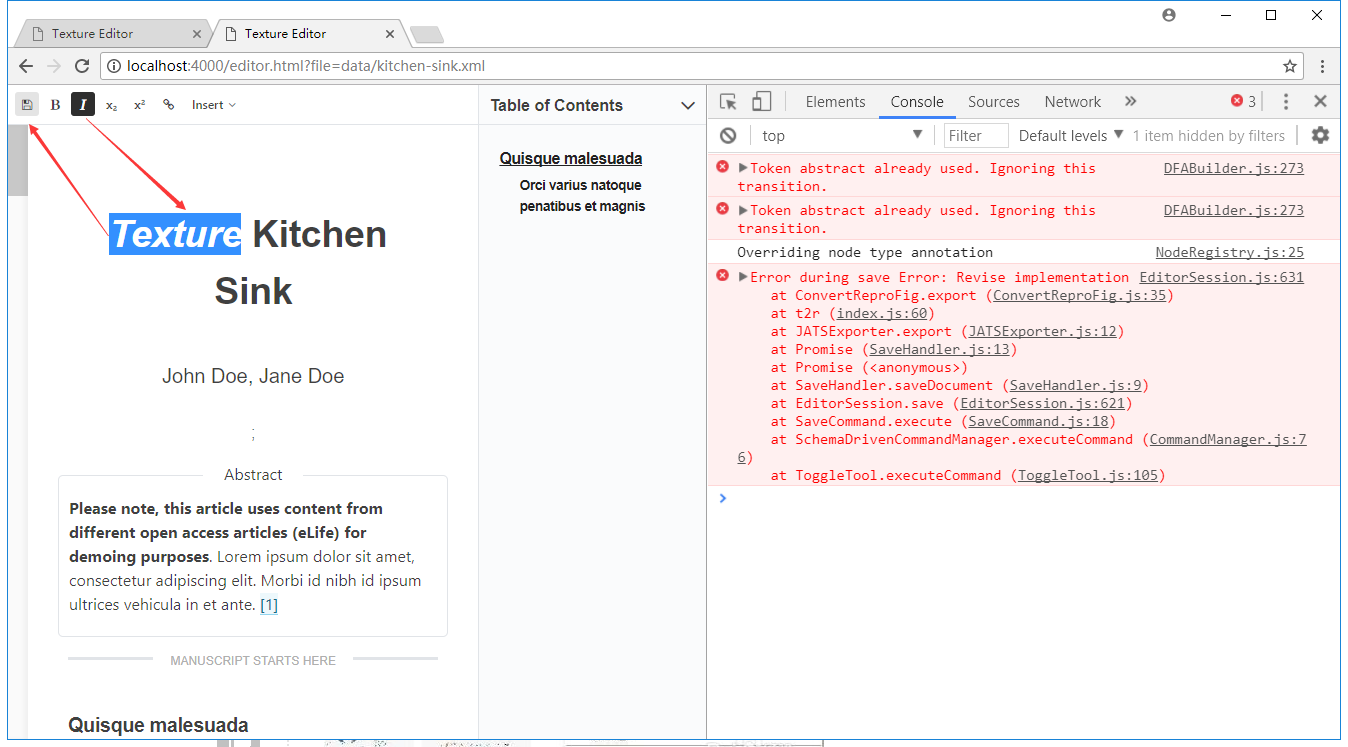 Texture Editor
Texture Editor
localhost:4000/editor.html?file=data/kitchen-sink.xml
B I x₂ x² Insert
Table of Contents
Quisque malesuada
Orci varius natoque
penatibus et magnis
Texture Kitchen
Sink
John Doe, Jane Doe
;
Abstract
Please note, this article uses content from
different open access articles (eLife) for
demoing purposes. Lorem ipsum dolor sit amet,
consectetur adipiscing elit. Morbi id nibh id ipsum
ultrices vehicula in et ante. [1]
MANUSCRIPT STARTS HERE
Quisque malesuada
Elements Console Sources Network » 3
top Filter Default levels 1 item hidden by filters
Token abstract already used. Ignoring this DFABuilder.js:273
transition.
Token abstract already used. Ignoring this DFABuilder.js:273
transition.
Overriding node type annotation NodeRegistry.js:25
Error during save Error: Revise implementation EditorSession.js:631
at ConvertReproFig.export (ConvertReproFig.js:35)
at t2r (index.js:60)
at JATSExporter.export (JATSExporter.js:12)
at Promise (SaveHandler.js:13)
at Promise (<anonymous>)
at SaveHandler.saveDocument (SaveHandler.js:9)
at EditorSession.save (EditorSession.js:621)
at SaveCommand.execute (SaveCommand.js:18)
at SchemaDrivenCommandManager.executeCommand (CommandManager.js:7
6)
at ToggleTool.executeCommand (ToggleTool.js:105)